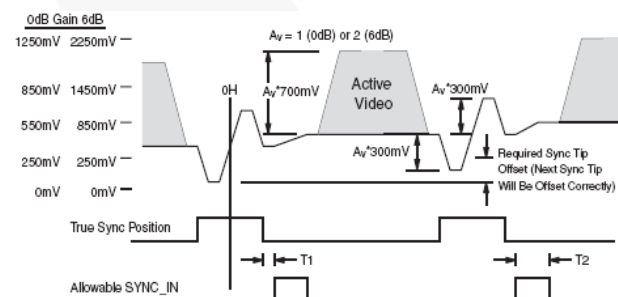 0dB Gain 6dB
1250mV 2250mV
850mV 1450mV
550mV 850mV
250mV 250mV
0mV 0mV
AV = 1 (0dB) or 2 (6dB)
0H
AV*700mV
Active
Video
AV*300mV
AV*300mV
Required Sync Tip
Offset (Next Sync Tip
Will Be Offset Correctly)
True Sync Position
T1
T2
Allowable SYNC_IN